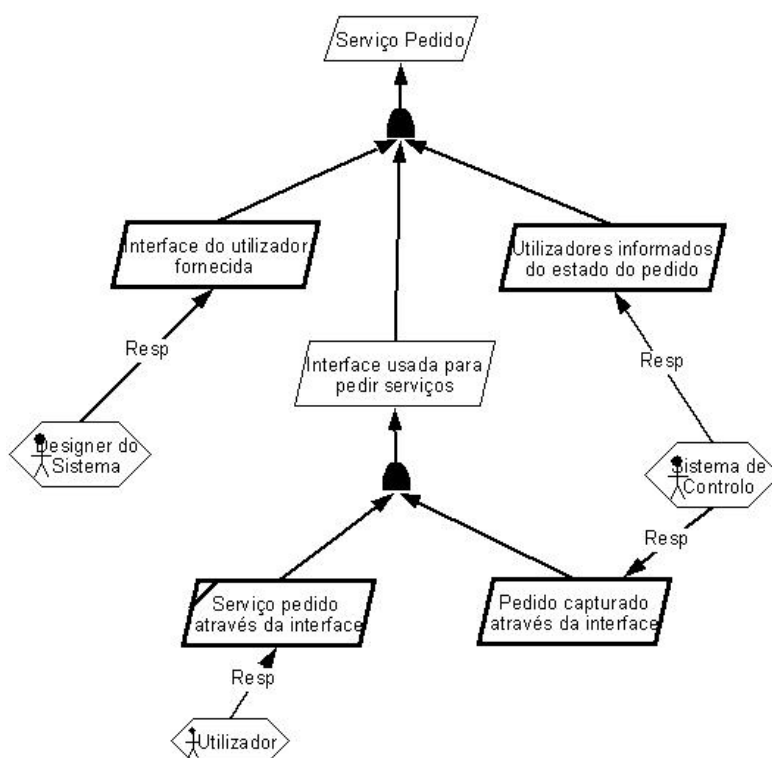 Serviço Pedido
Interface do utilizador
fornecida
Utilizadores informados
do estado do pedido
Resp
Interface usada para
pedir serviços
Resp
Designer do
Sistema
Sistema de
Controlo
Resp
Serviço pedido
através da interface
Pedido capturado
através da interface
Resp
Utilizador